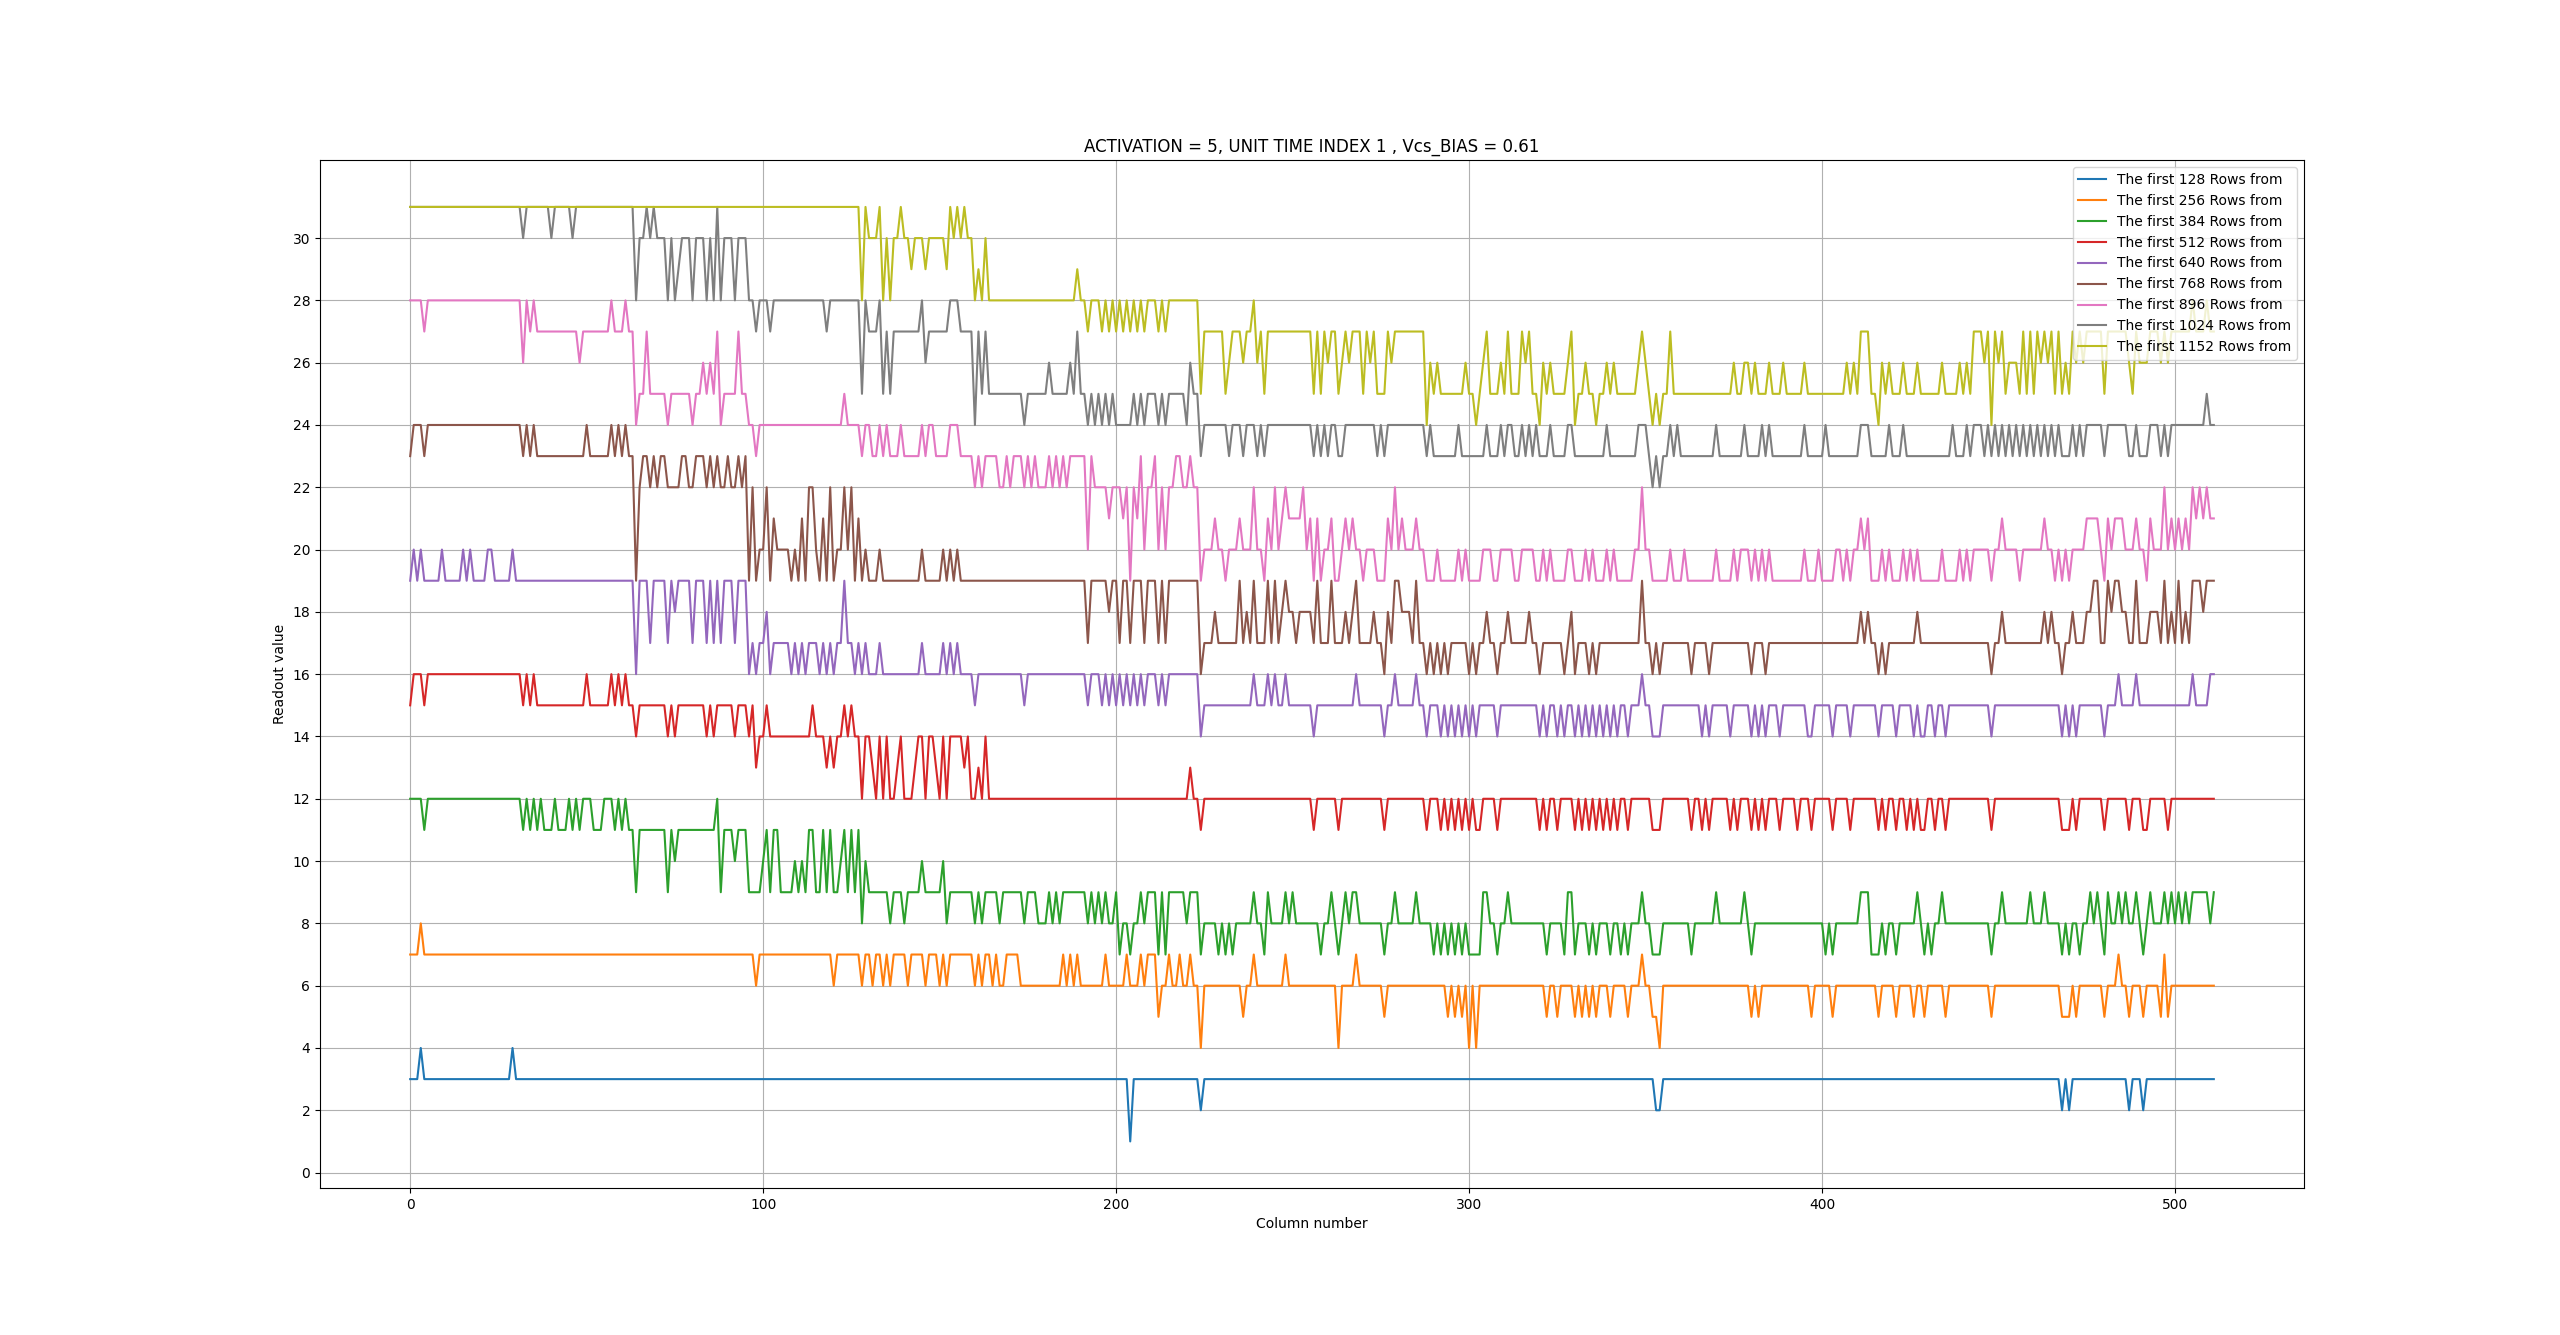 ACTIVATION = 5, UNIT TIME INDEX 1 , Vcs_BIAS = 0.61
The first 128 Rows from
The first 256 Rows from
The first 384 Rows from
The first 512 Rows from
The first 640 Rows from
The first 768 Rows from
The first 896 Rows from
The first 1024 Rows from
The first 1152 Rows from
30
28
26
24
22
20
18
16
14
12
10
8
6
4
2
0
Readout value
0 100 200 300 400 500
Column number